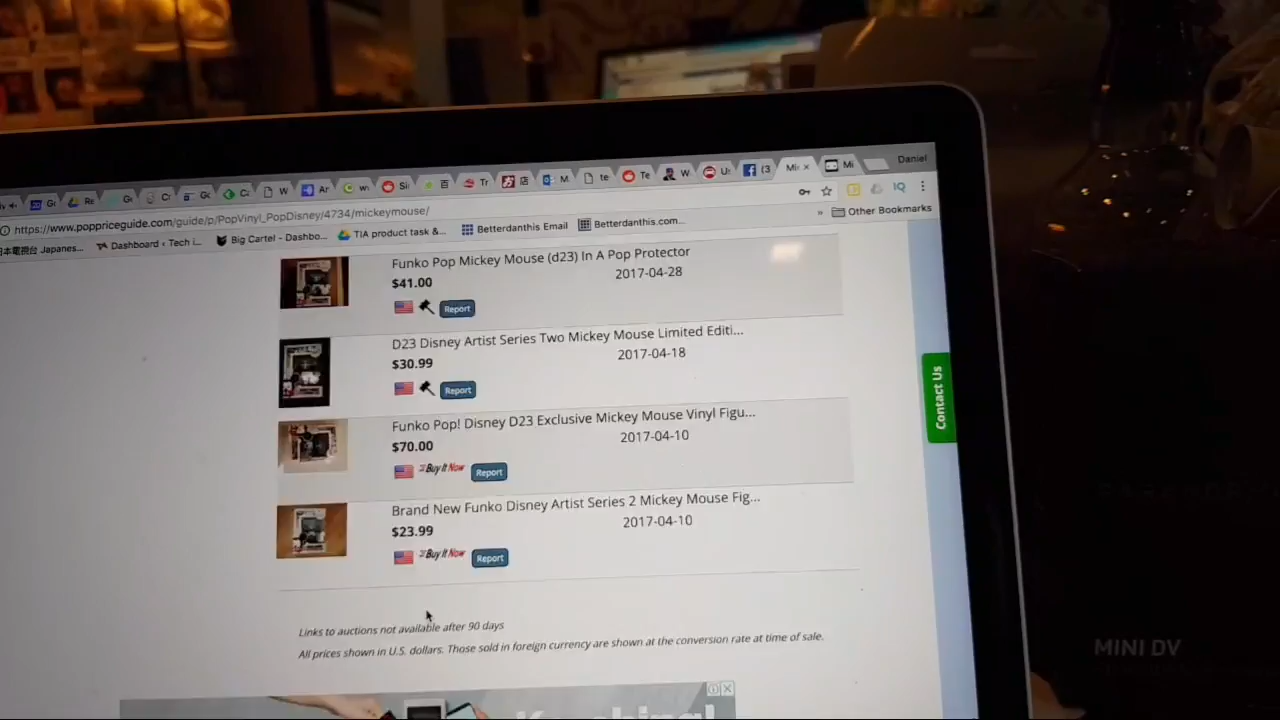 Daniel
https://www.poppriceguide.com/guide/p/PopVinyl_PopDisney/4734/mickeymouse/
Japanes... Dashboard ‹ Tech i... Big Cartel - Dashbo... TIA product task &... Betterdanthis Email Betterdanthis.com... » Other Bookmarks
Funko Pop Mickey Mouse (d23) In A Pop Protector
2017-04-28
$41.00
Report
D23 Disney Artist Series Two Mickey Mouse Limited Editi...
2017-04-18
$30.99
Report
Funko Pop! Disney D23 Exclusive Mickey Mouse Vinyl Figu...
2017-04-10
$70.00
Buy It Now Report
Brand New Funko Disney Artist Series 2 Mickey Mouse Fig...
2017-04-10
$23.99
Buy It Now Report
Contact Us
Links to auctions not available after 90 days
All prices shown in U.S. dollars. Those sold in foreign currency are shown at the conversion rate at time of sale.
MINI DV